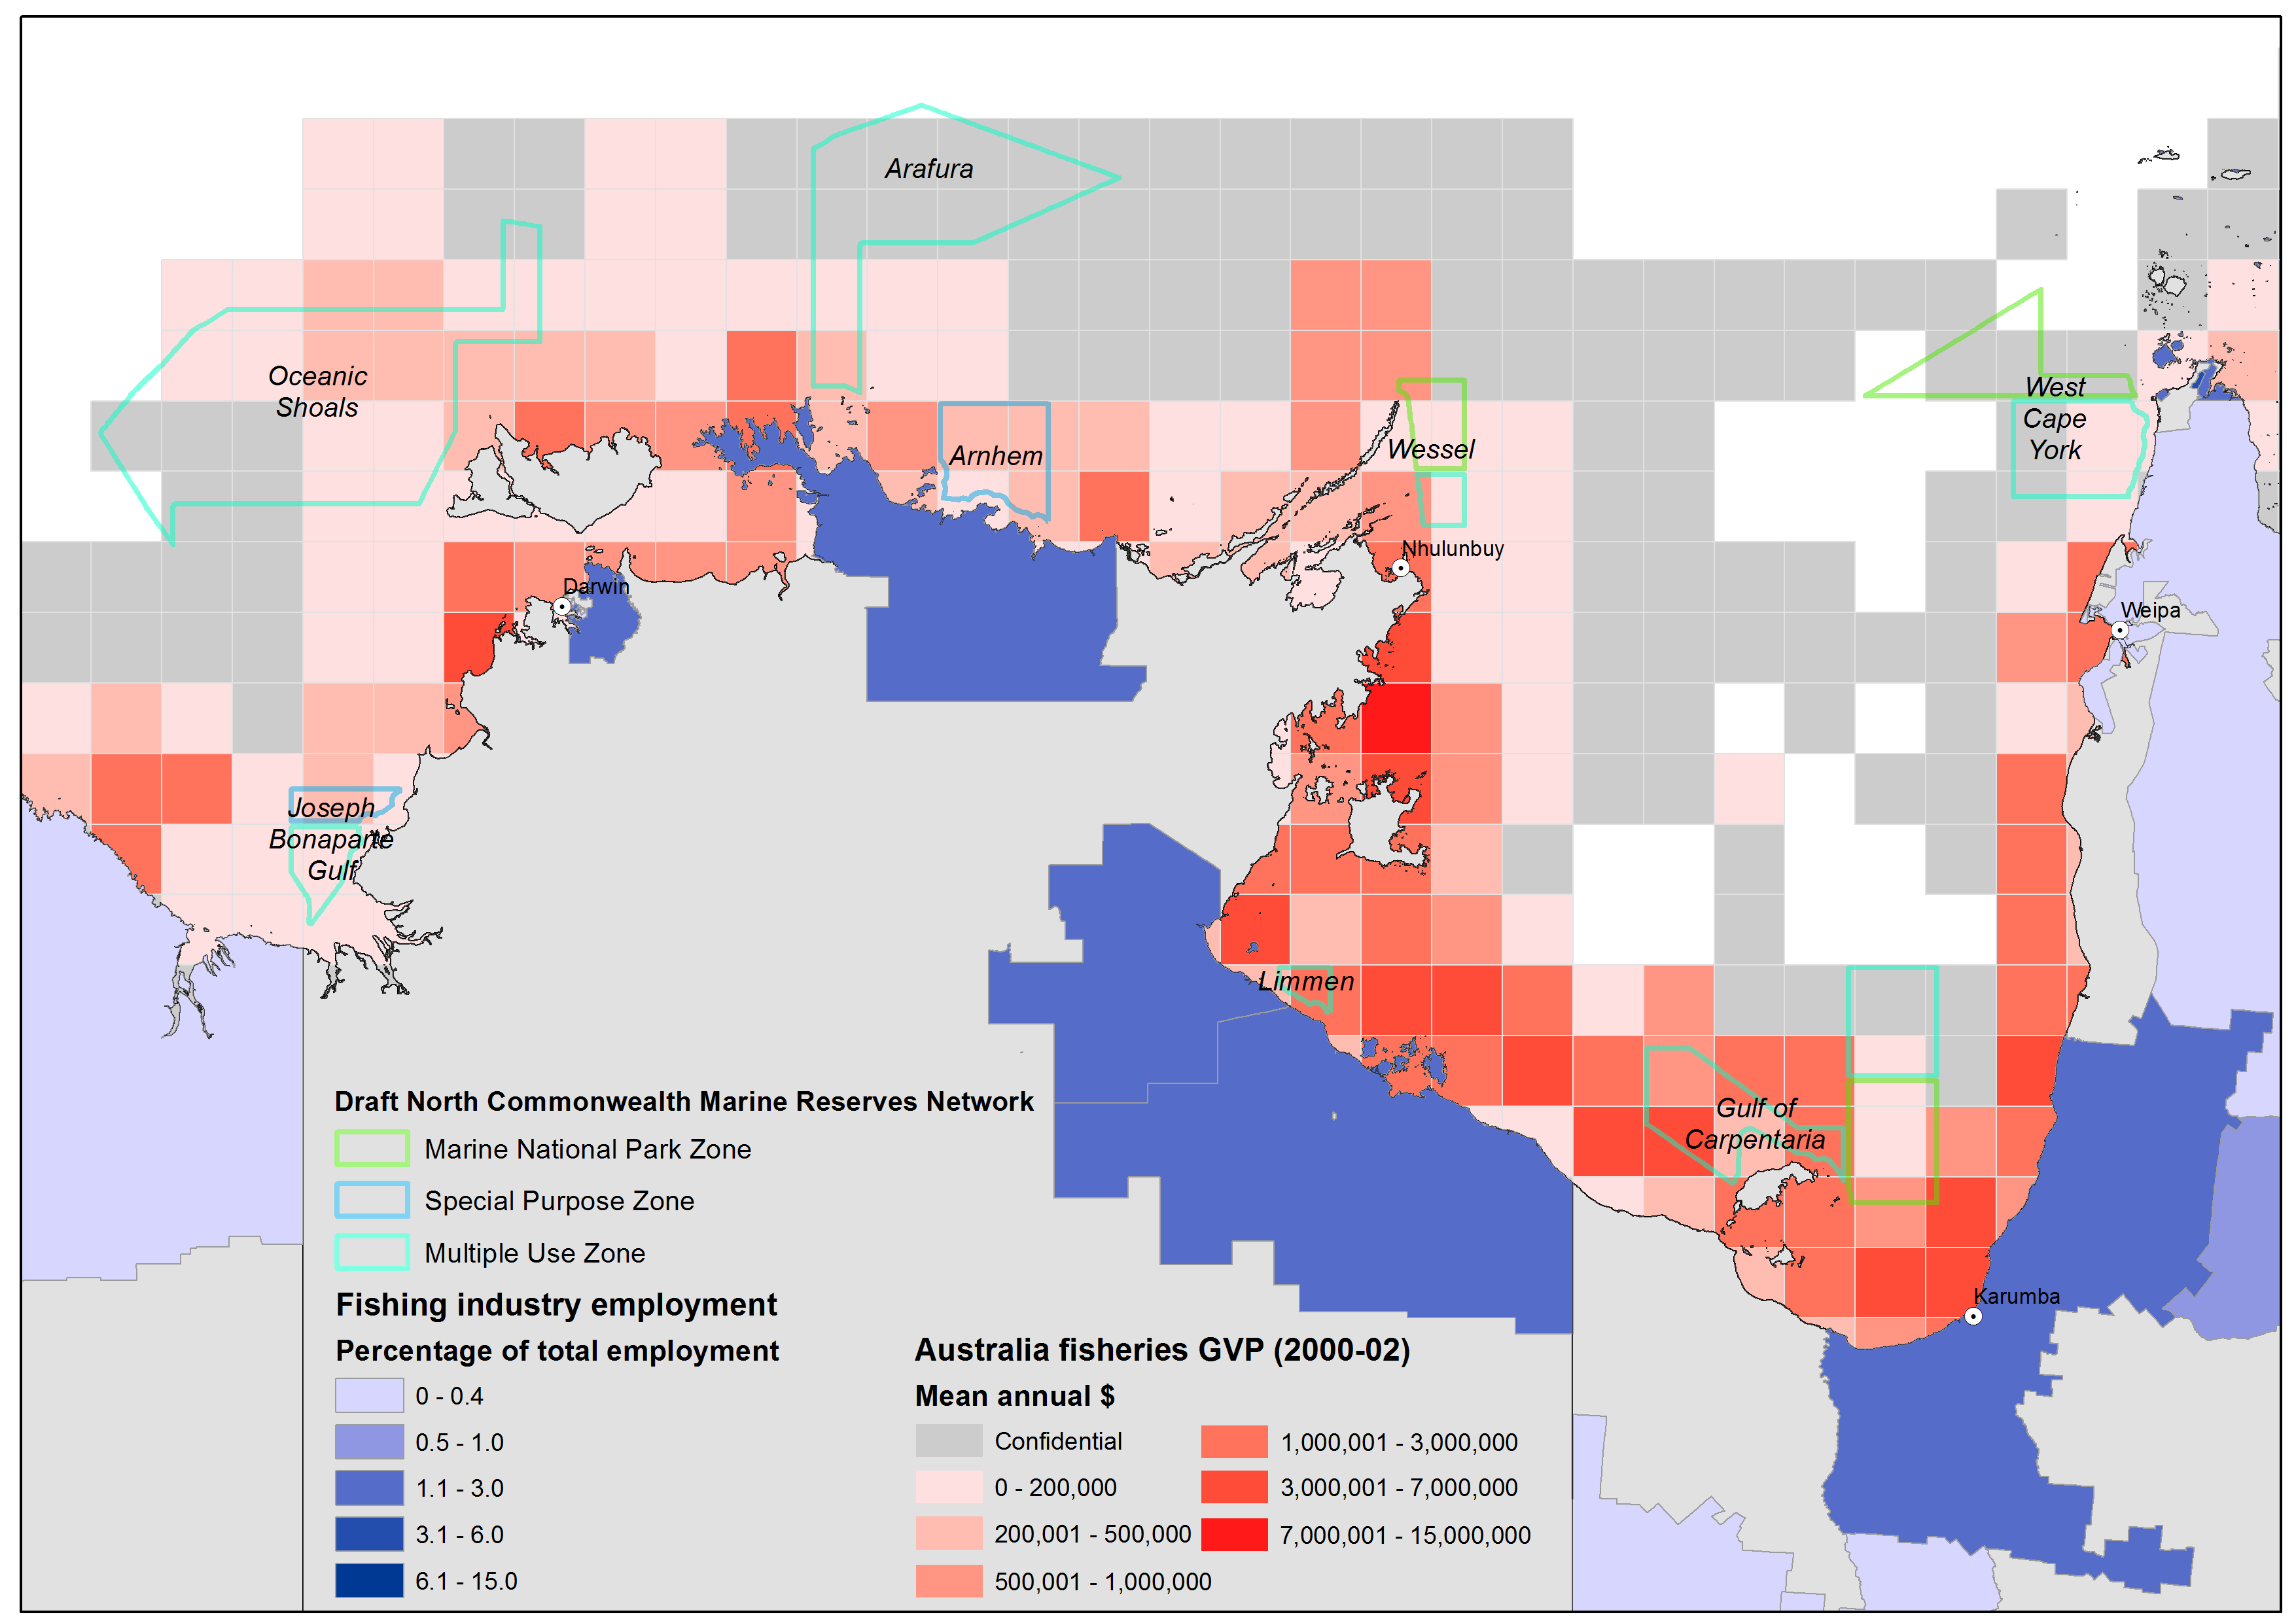 Arafura
Oceanic
Shoals
West
Cape
York
Arnhem
Wessel
Nhulunbuy
Darwin
Weipa
Joseph
Bonaparte
Gulf
Limmen
Gulf of
Carpentaria
Karumba
Draft North Commonwealth Marine Reserves Network
Marine National Park Zone
Special Purpose Zone
Multiple Use Zone
Fishing industry employment
Percentage of total employment
0 - 0.4
0.5 - 1.0
1.1 - 3.0
3.1 - 6.0
6.1 - 15.0
Australia fisheries GVP (2000-02)
Mean annual $
Confidential
0 - 200,000
200,001 - 500,000
500,001 - 1,000,000
1,000,001 - 3,000,000
3,000,001 - 7,000,000
7,000,001 - 15,000,000